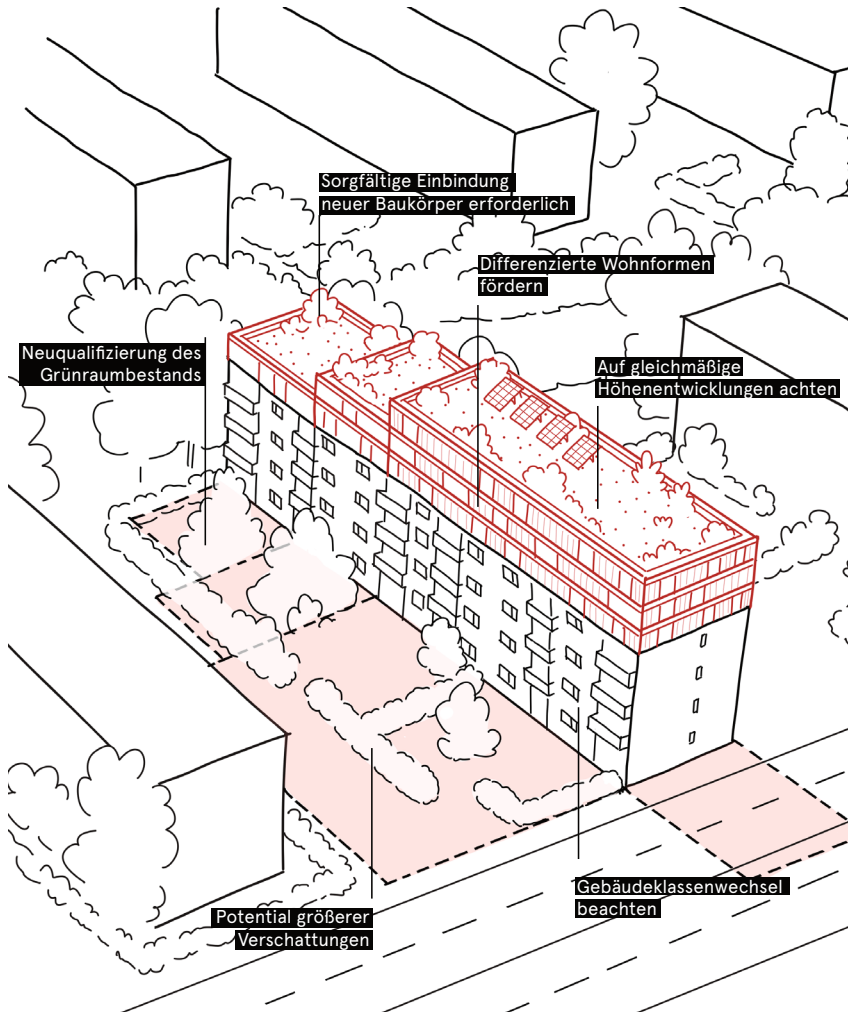 Sorgfältige Einbindung
neuer Baukörper erforderlich
Differenzierte Wohnformen
fördern
Neuqualifizierung des
Grünraumbestands
Auf gleichmäßige
Höhenentwicklungen achten
Gebäudeklassenwechsel
beachten
Potential größerer
Verschattungen